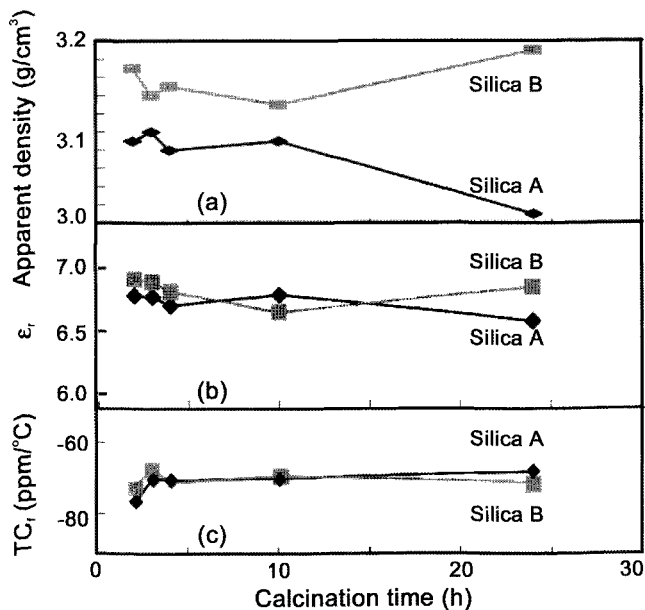 Apparent density (g/cm³)
3.2
3.1
3.0
Silica B
Silica A
(a)
εr
7.0
6.5
6.0
Silica B
Silica A
(b)
TCf (ppm/°C)
-60
-80
Silica A
Silica B
(c)
0
10
20
30
Calcination time (h)